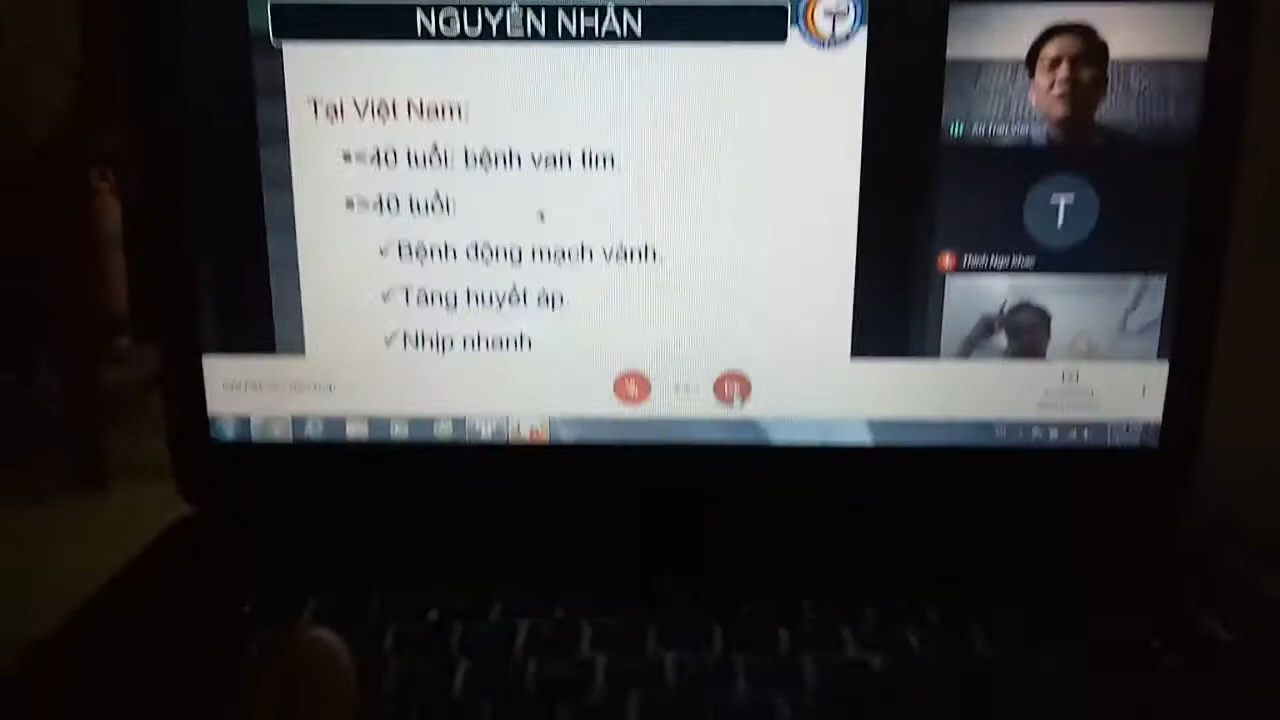 NGUYÊN NHÂN
Tại Việt Nam:
<40 tuổi: bệnh van tim.
>40 tuổi:
✓Bệnh động mạch vành.
✓Tăng huyết áp.
✓Nhịp nhanh
T